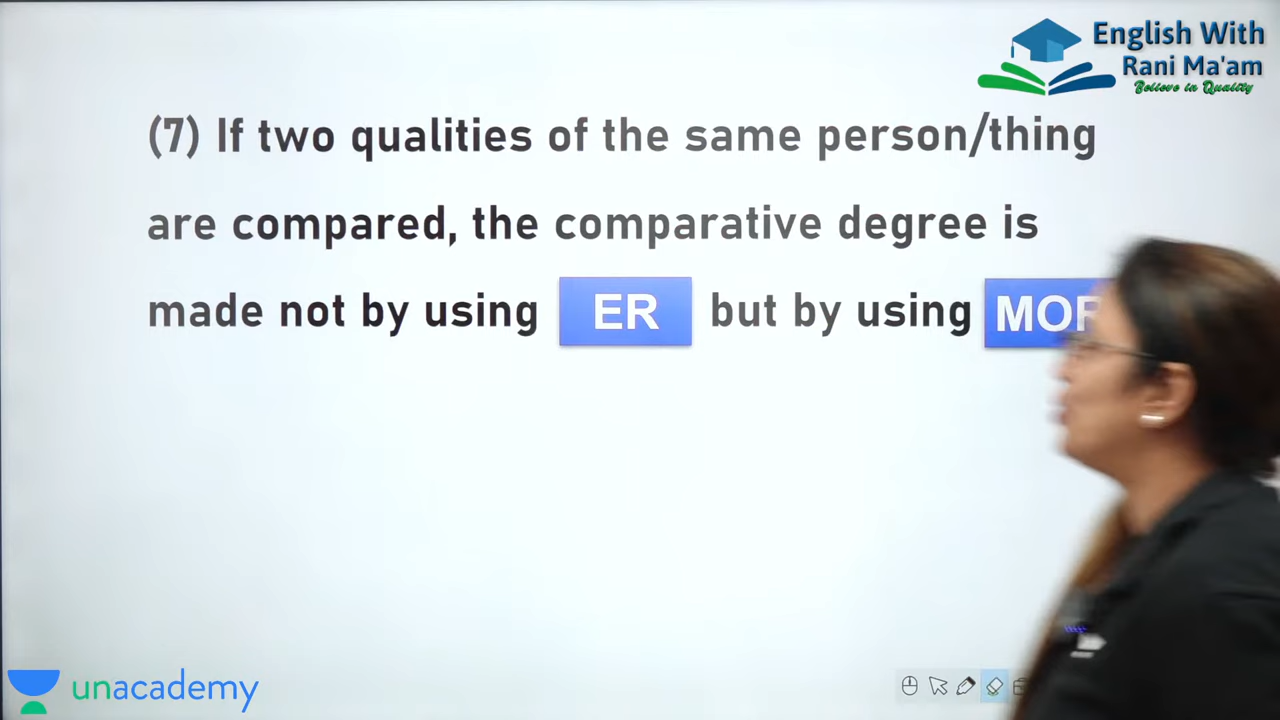 English With
Rani Ma'am
Believe in Quality
(7) If two qualities of the same person/thing
are compared, the comparative degree is
made not by using ER but by using
unacademy